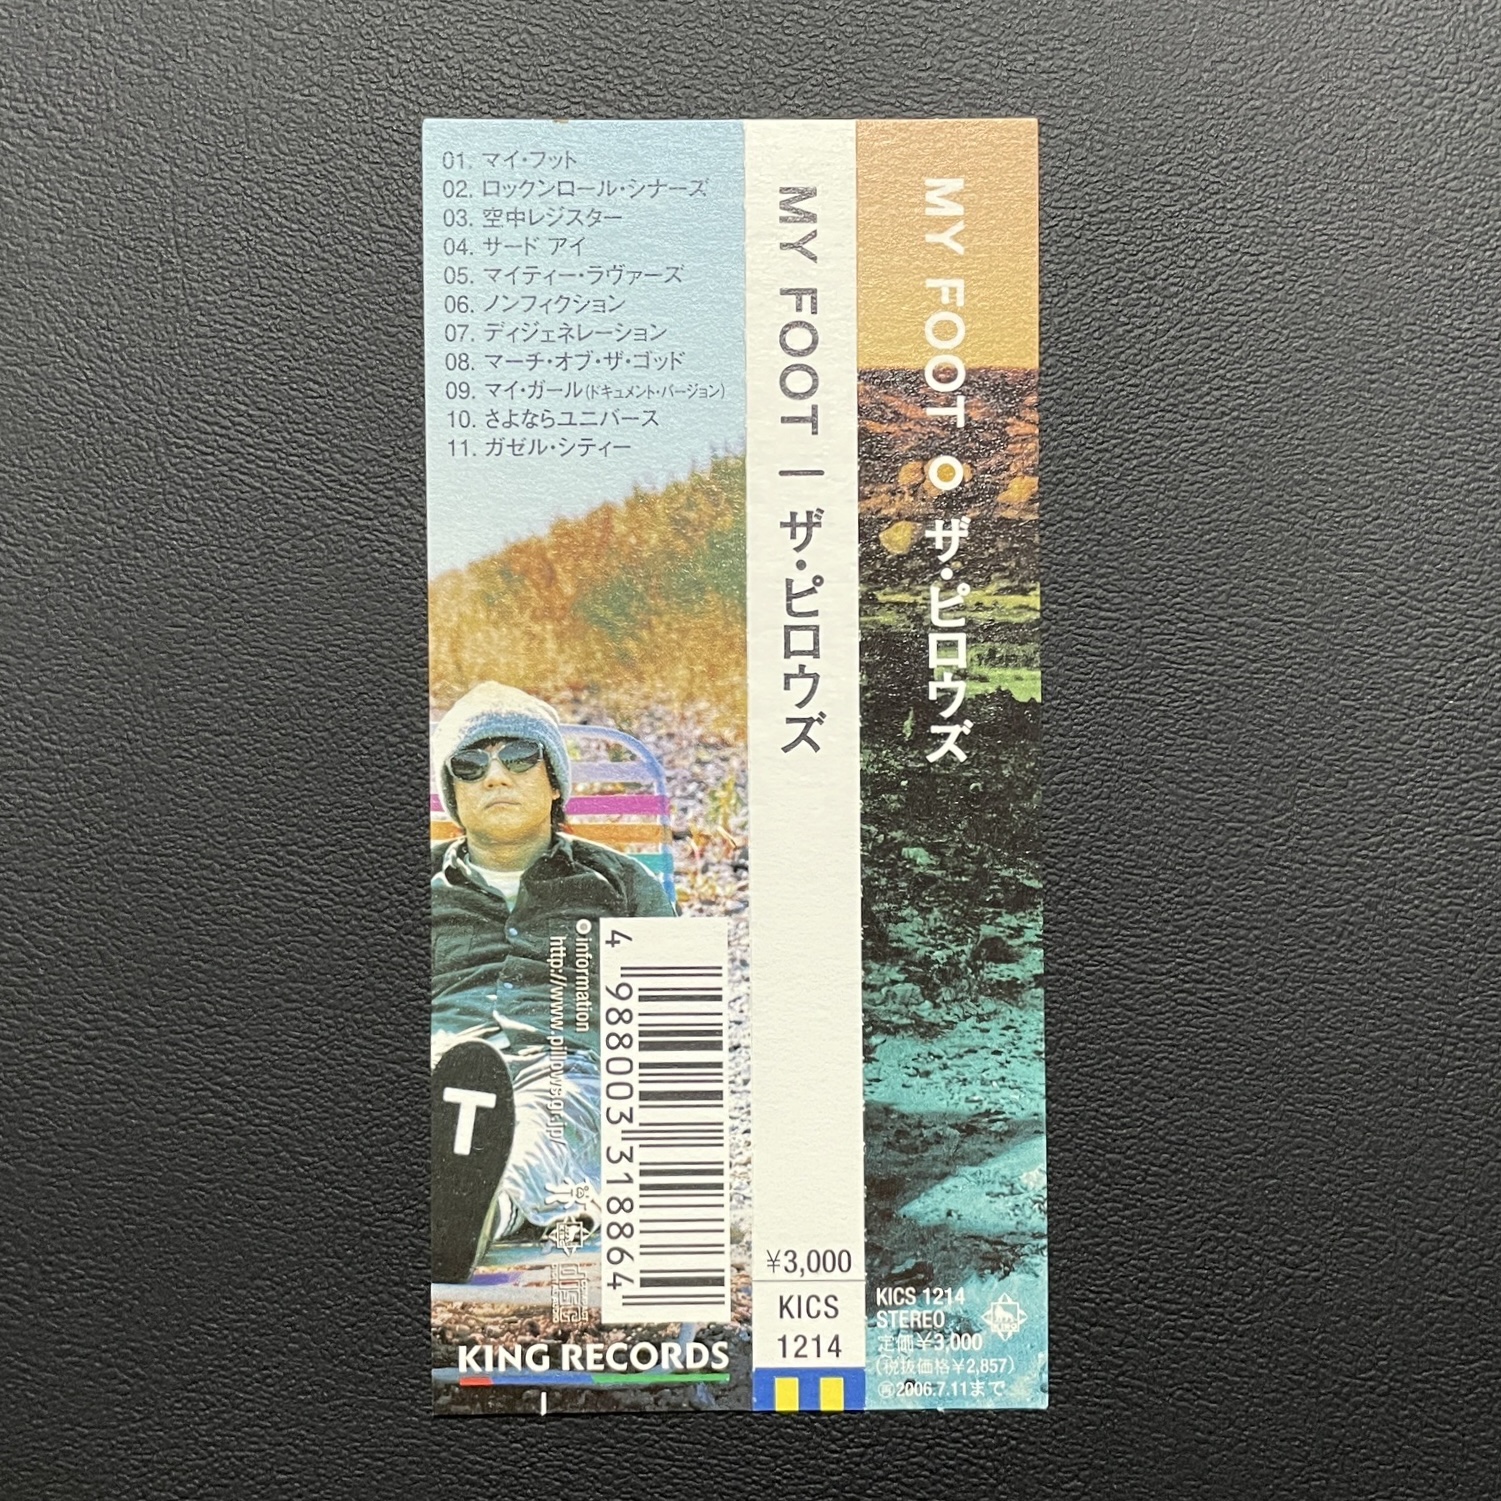 01. マイ・フット
02. ロックンロール・シナーズ
03. 空中レジスター
04. サード アイ
05. マイティー・ラヴァーズ
06. ノンフィクション
07. ディジェネレーション
08. マーチ・オブ・ザ・ゴッド
09. マイ・ガール(ドキュメント・バージョン)
10. さよならユニバース
11. ガゼル・シティー
T
information
http://www.pillows.gr.jp/
4 988003 318864
KING RECORDS
MY FOOT | ザ・ピロウズ
¥3,000
KICS
1214
MY FOOT ザ・ピロウズ
KICS 1214
STEREO
定価¥3,000
(税抜価格¥2,857)
再2006.7.11まで